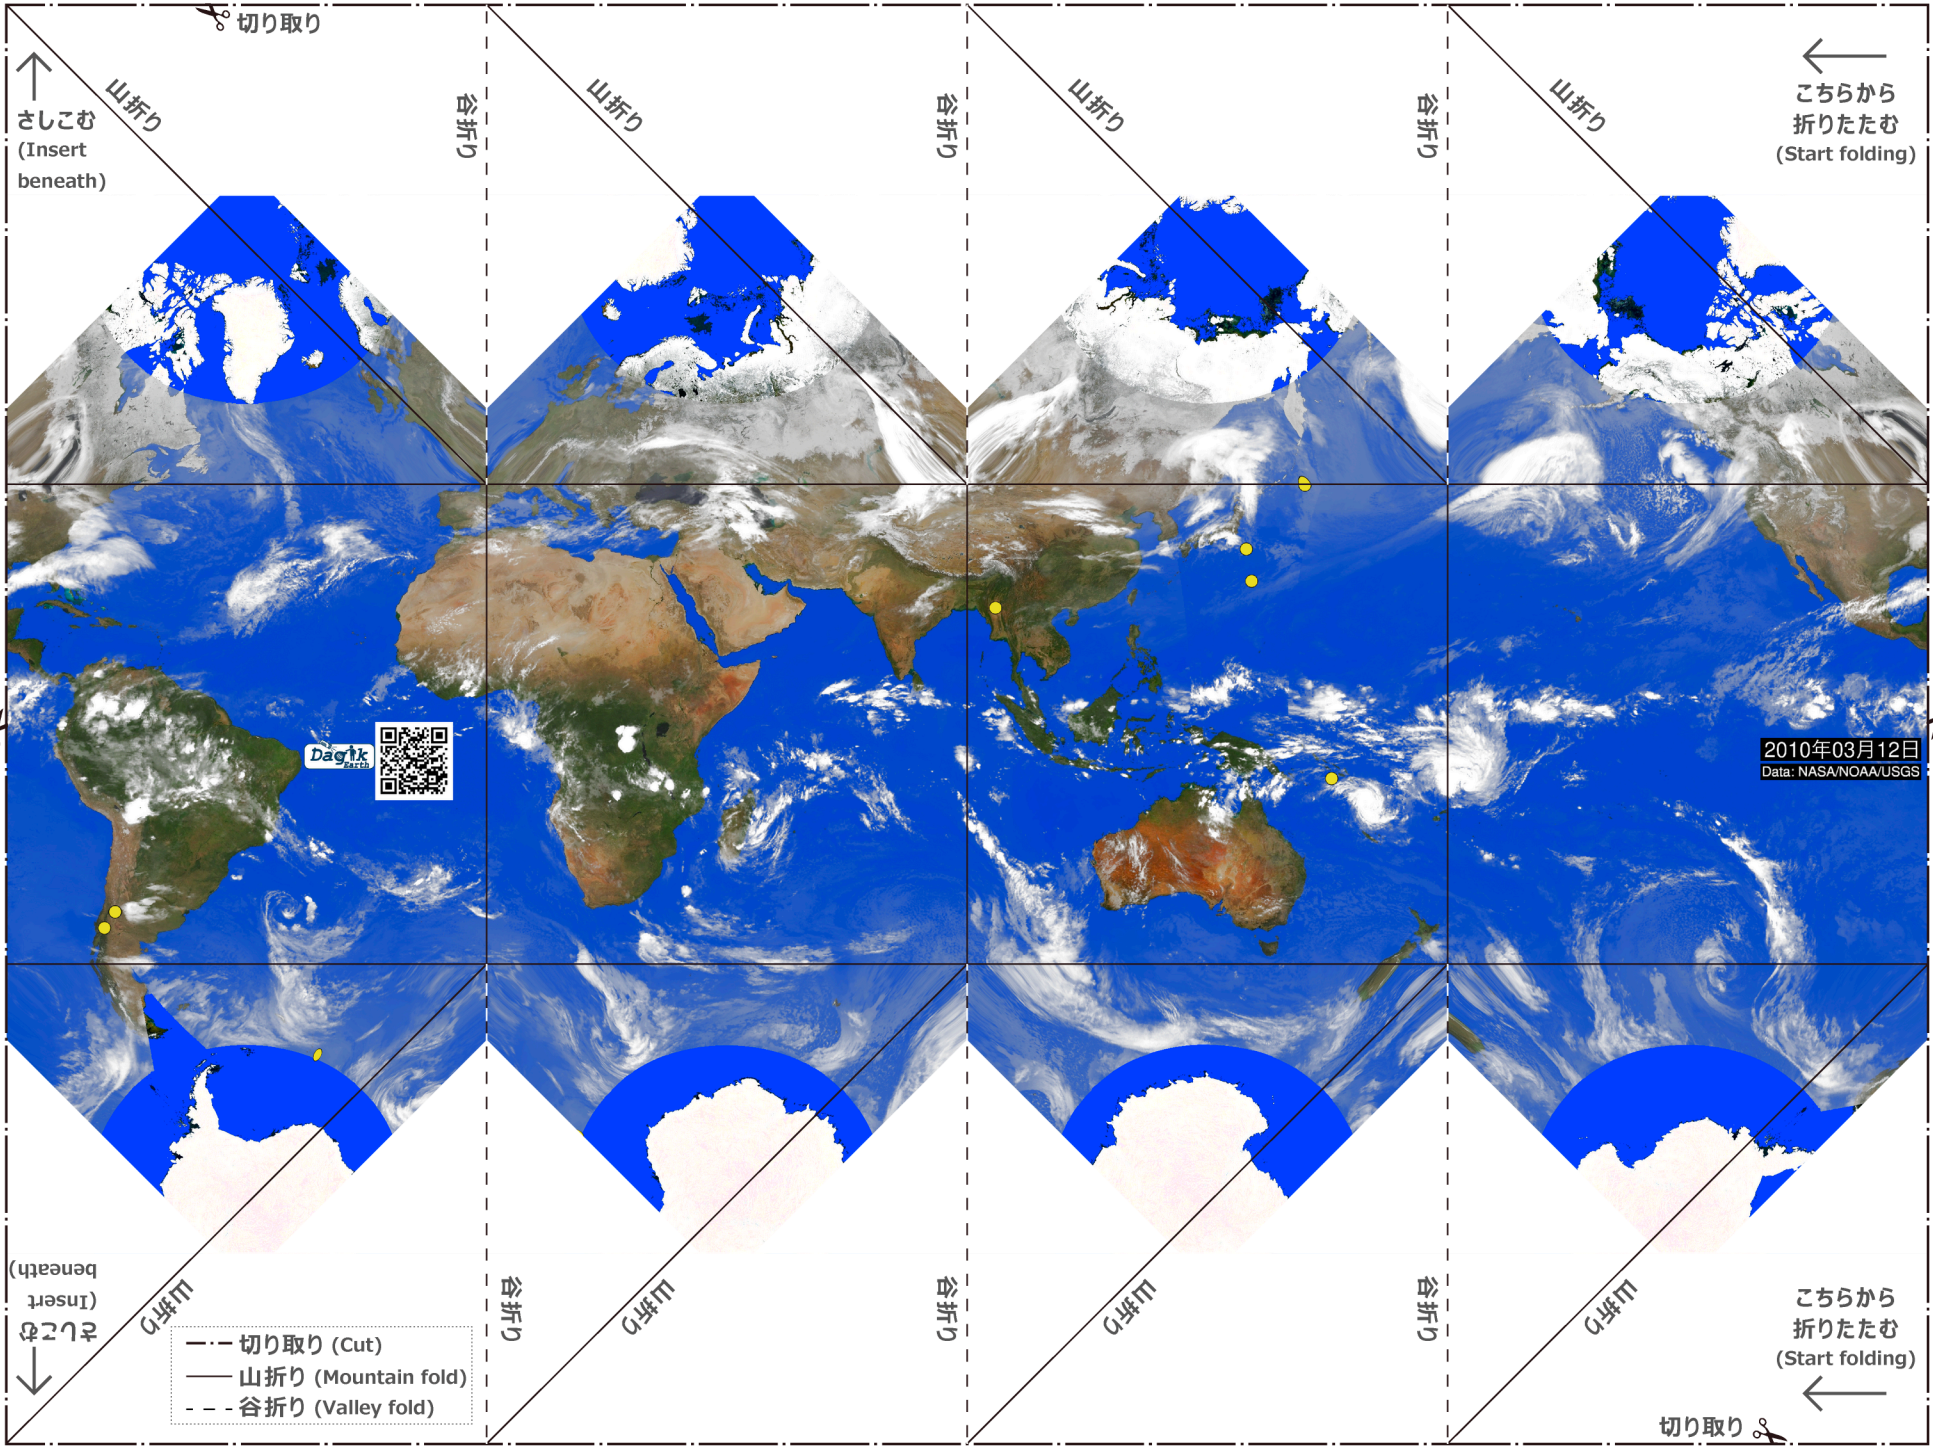 切り取り
さしこむ
(Insert
beneath)
山折り
谷折り
山折り
谷折り
山折り
谷折り
山折り
こちらから
折りたたむ
(Start folding)
Dagik
Earth
2010年03月12日
Data: NASA/NOAA/USGS
さしこむ
(Insert
beneath)
山折り
谷折り
山折り
谷折り
山折り
谷折り
山折り
こちらから
折りたたむ
(Start folding)
切り取り (Cut)
山折り (Mountain fold)
谷折り (Valley fold)
切り取り